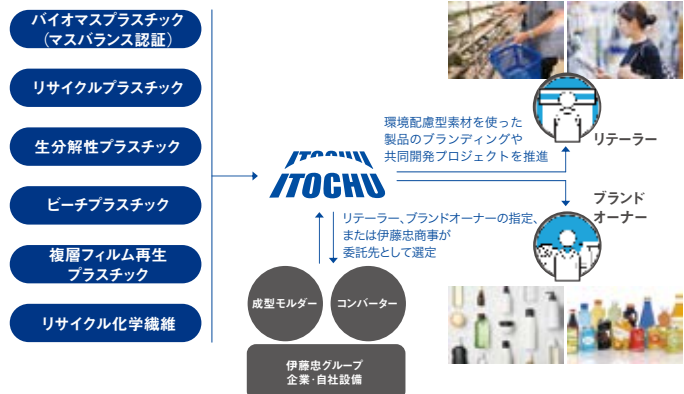 バイオマスプラスチック
（マスバランス認証）
リサイクルプラスチック
生分解性プラスチック
ビーチプラスチック
複層フィルム再生
プラスチック
リサイクル化学繊維
ITOCHU
環境配慮型素材を使った
製品のブランディングや
共同開発プロジェクトを推進
リテーラー
ブランド
オーナー
リテーラー、ブランドオーナーの指定、
または伊藤忠商事が
委託先として選定
成型モルダー
コンバーター
伊藤忠グループ
企業・自社設備